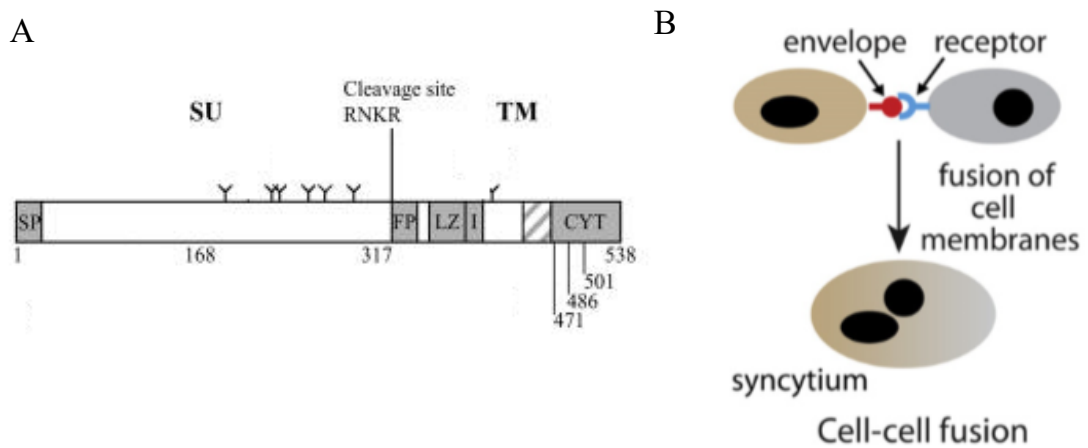 A
Cleavage site
RNKR
SU
TM
SP
FP
LZ
I
CYT
1
168
317
538
501
486
471
B
envelope
receptor
fusion of
cell
membranes
syncytium
Cell-cell fusion